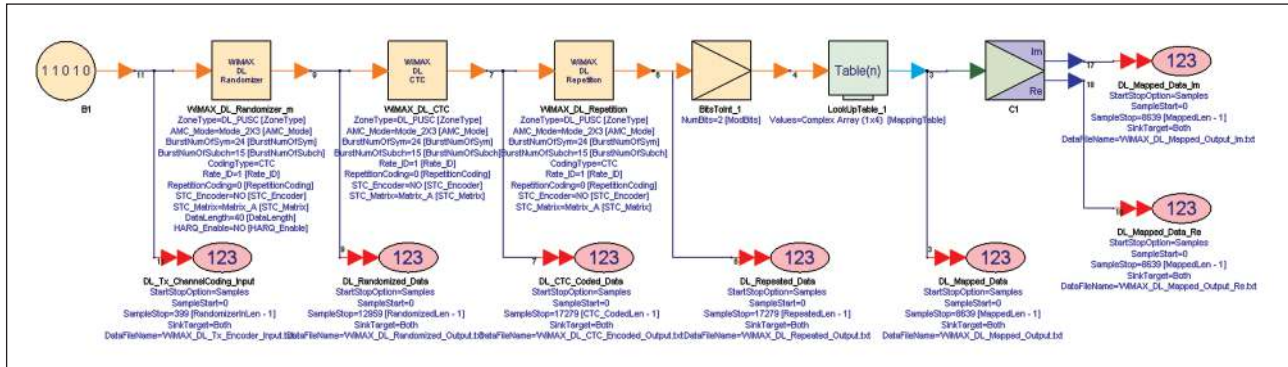 11010
B1
11
WIMAX
DL
Randomizer
WIMAX_DL_Randomizer_m
ZoneType=DL_PUSC [ZoneType]
AMC_Mode=Mode_2X3 [AMC_Mode]
BurstNumOfSym=24 [BurstNumOfSym]
BurstNumOfSubch=15 [BurstNumOfSubch]
CodingType=CTC
Rate_ID=1 [Rate_ID]
RepetitionCoding=0 [RepetitionCoding]
STC_Encoder=NO [STC_Encoder]
STC_Matrix=Matrix_A [STC_Matrix]
DataLength=40 [DataLength]
HARQ_Enable=NO [HARQ_Enable]
9
WIMAX
DL
CTC
WIMAX_DL_CTC
ZoneType=DL_PUSC [ZoneType]
AMC_Mode=Mode_2X3 [AMC_Mode]
BurstNumOfSym=24 [BurstNumOfSym]
BurstNumOfSubch=15 [BurstNumOfSubch]
Rate_ID=1 [Rate_ID]
RepetitionCoding=0 [RepetitionCoding]
STC_Encoder=NO [STC_Encoder]
STC_Matrix=Matrix_A [STC_Matrix]
7
WIMAX
DL
Repetition
WIMAX_DL_Repetition
ZoneType=DL_PUSC [ZoneType]
AMC_Mode=Mode_2X3 [AMC_Mode]
BurstNumOfSym=24 [BurstNumOfSym]
BurstNumOfSubch=15 [BurstNumOfSubch]
CodingType=CTC
Rate_ID=1 [Rate_ID]
RepetitionCoding=0 [RepetitionCoding]
STC_Encoder=NO [STC_Encoder]
STC_Matrix=Matrix_A [STC_Matrix]
BitsToInt_1
NumBits=2 [ModBits]
4
Table(n)
LookUpTable_1
Values=Complex Array (1x4) [MappingTable]
3
Im
Re
C1
17
18
123
DL_Mapped_Data_Im
StartStopOption=Samples
SampleStart=0
SampleStop=8639 [MappedLen - 1]
SinkTarget=Both
DataFileName=WIMAX_DL_Mapped_Output_Im.txt
123
DL_Mapped_Data_Re
StartStopOption=Samples
SampleStart=0
SampleStop=8639 [MappedLen - 1]
SinkTarget=Both
DataFileName=WIMAX_DL_Mapped_Output_Re.txt
123
DL_Tx_ChannelCoding_Input
StartStopOption=Samples
SampleStart=0
SampleStop=399 [RandomizerInLen - 1]
SinkTarget=Both
DataFileName=WIMAX_DL_Tx_Encoder_Input.txt
123
DL_Randomized_Data
StartStopOption=Samples
SampleStart=0
SampleStop=12959 [RandomizedLen - 1]
SinkTarget=Both
DataFileName=WIMAX_DL_Randomized_Output.txt
7
123
DL_CTC_Coded_Data
StartStopOption=Samples
SampleStart=0
SampleStop=17279 [CTC_CodedLen - 1]
SinkTarget=Both
DataFileName=WIMAX_DL_CTC_Encoded_Output.txt
123
DL_Repeated_Data
StartStopOption=Samples
SampleStart=0
SampleStop=17279 [RepeatedLen - 1]
SinkTarget=Both
DataFileName=WIMAX_DL_Repeated_Output.txt
3
123
DL_Mapped_Data
StartStopOption=Samples
SampleStart=0
SampleStop=8639 [MappedLen - 1]
SinkTarget=Both
DataFileName=WIMAX_DL_Mapped_Output.txt